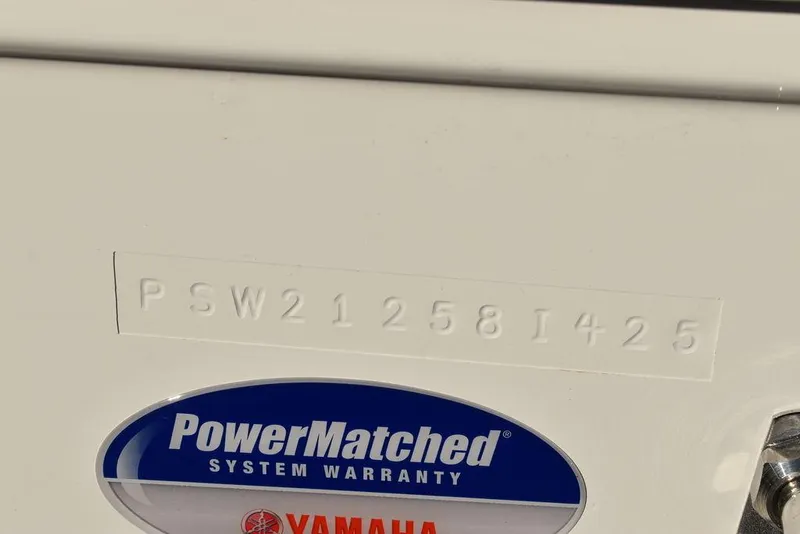 PSW21258I425
PowerMatched®
SYSTEM WARRANTY
YAMAHA